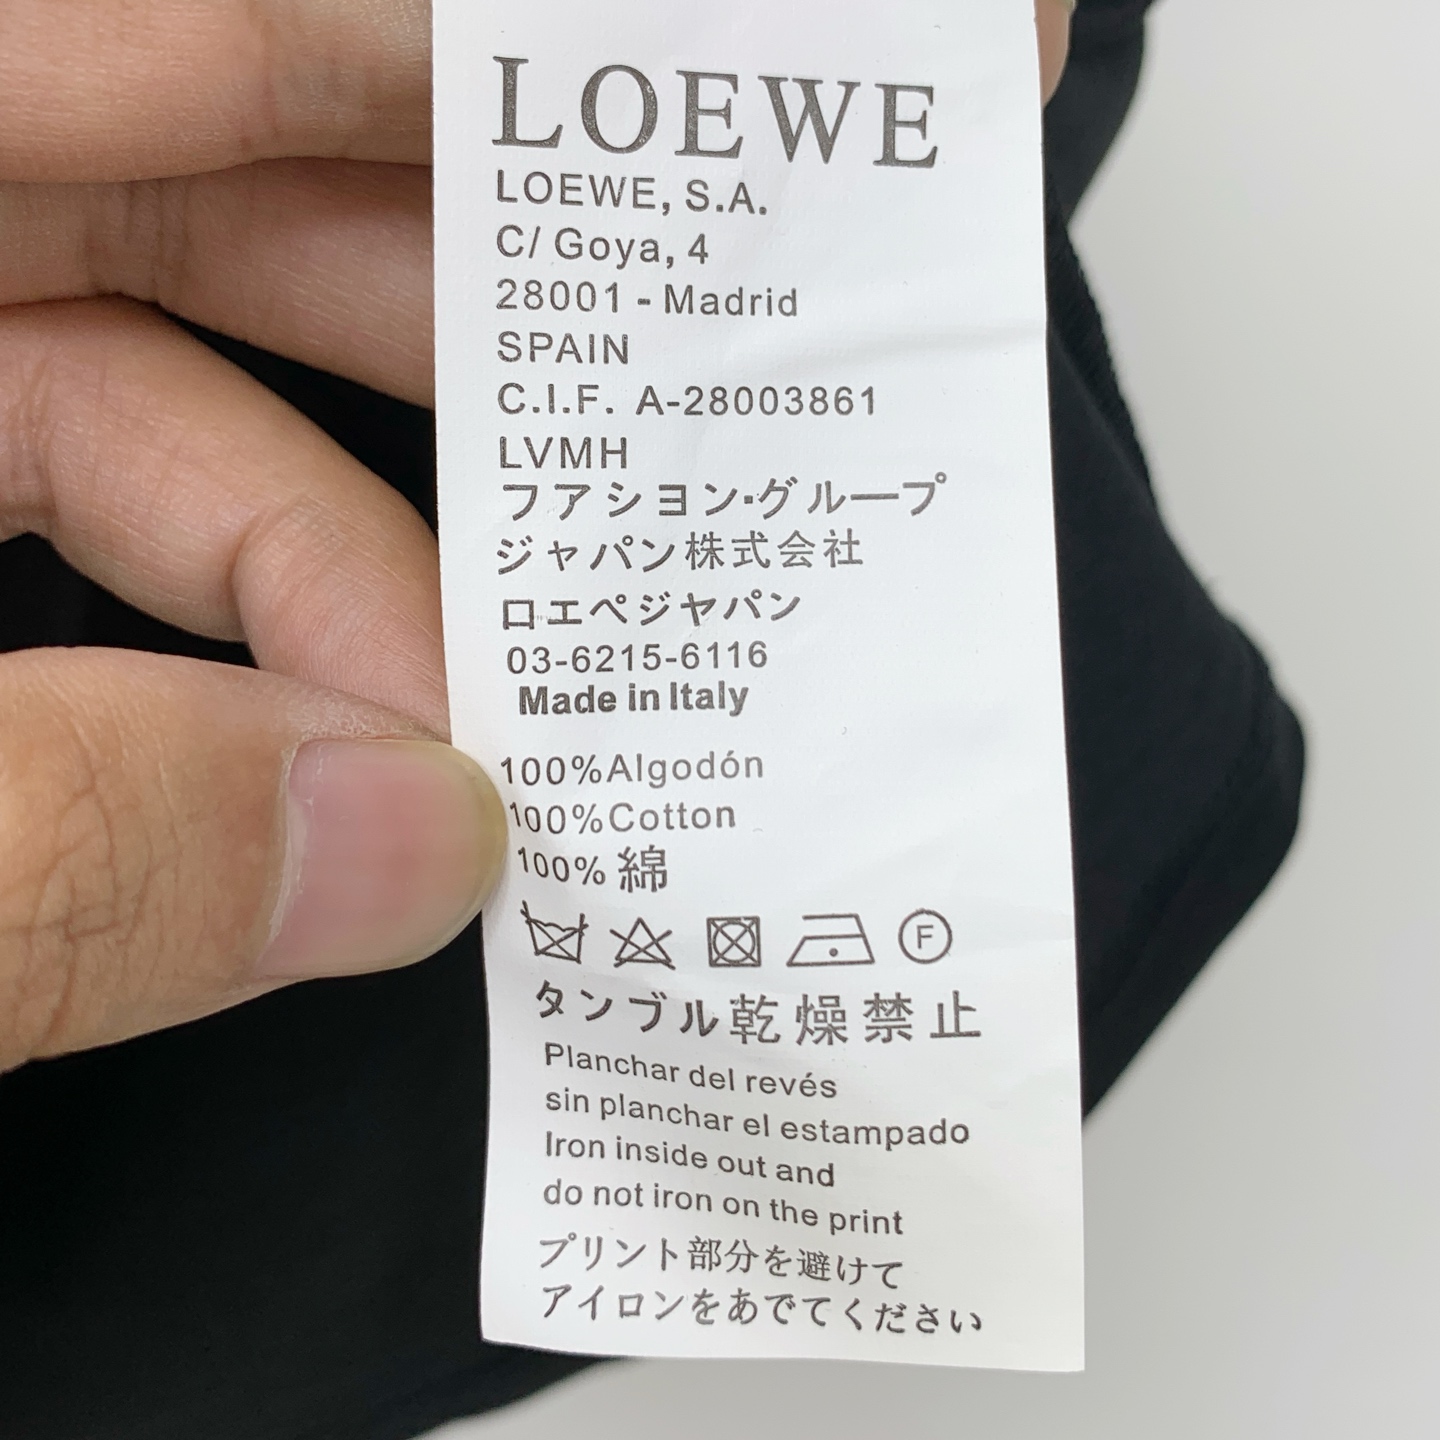 LOEWE
LOEWE, S.A.
C/ Goya, 4
28001 - Madrid
SPAIN
C.I.F. A-28003861
LVMH
フアシヨン・グループ
ジャパン株式会社
ロエペジヤパン
03-6215-6116
Made in Italy
100%Algodón
100%Cotton
100% 綿
F
タンブル乾燥禁止
Planchar del revés
sin planchar el estampado
Iron inside out and
do not iron on the print
プリント部分を避けて
アイロンをあでてください